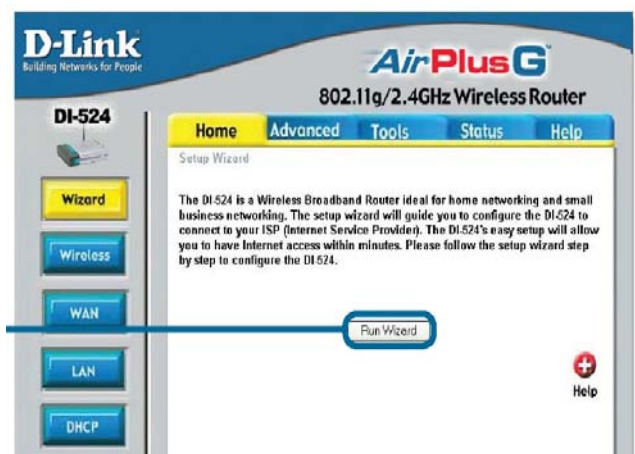 D-Link
Building Networks for People
AirPlusG
802.11g/2.4GHz Wireless Router
DI-524
Home Advanced Tools Status Help
Setup Wizard
The DI-524 is a Wireless Broadband Router ideal for home networking and small
business networking. The setup wizard will guide you to configure the DI-524 to
connect to your ISP (Internet Service Provider). The DI-524's easy setup will allow
you to have Internet access within minutes. Please follow the setup wizard step
by step to configure the DI-524.
Run Wizard
Help
Wizard
Wireless
WAN
LAN
DHCP